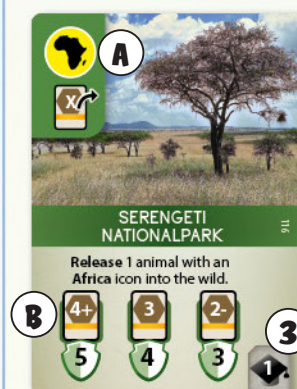 A
X
SERENGETI
NATIONALPARK
116
Release 1 animal with an
Africa icon into the wild.
B
4+ 3 2-
5 4 3
3
1